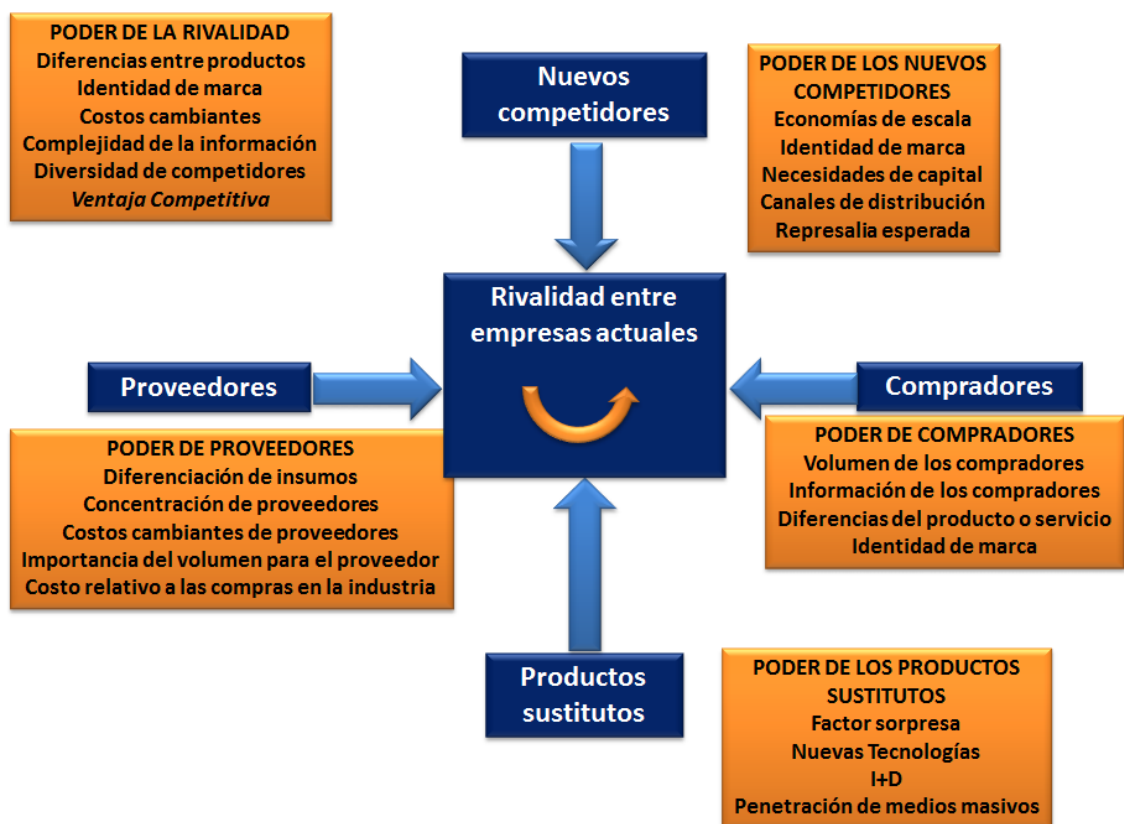 PODER DE LA RIVALIDAD
Diferencias entre productos
Identidad de marca
Costos cambiantes
Complejidad de la información
Diversidad de competidores
Ventaja Competitiva
Nuevos
competidores
PODER DE LOS NUEVOS
COMPETIDORES
Economías de escala
Identidad de marca
Necesidades de capital
Canales de distribución
Represalia esperada
Rivalidad entre
empresas actuales
Proveedores
Compradores
PODER DE PROVEEDORES
Diferenciación de insumos
Concentración de proveedores
Costos cambiantes de proveedores
Importancia del volumen para el proveedor
Costo relativo a las compras en la industria
PODER DE COMPRADORES
Volumen de los compradores
Información de los compradores
Diferencias del producto o servicio
Identidad de marca
Productos
sustitutos
PODER DE LOS PRODUCTOS
SUSTITUTOS
Factor sorpresa
Nuevas Tecnologías
I+D
Penetración de medios masivos